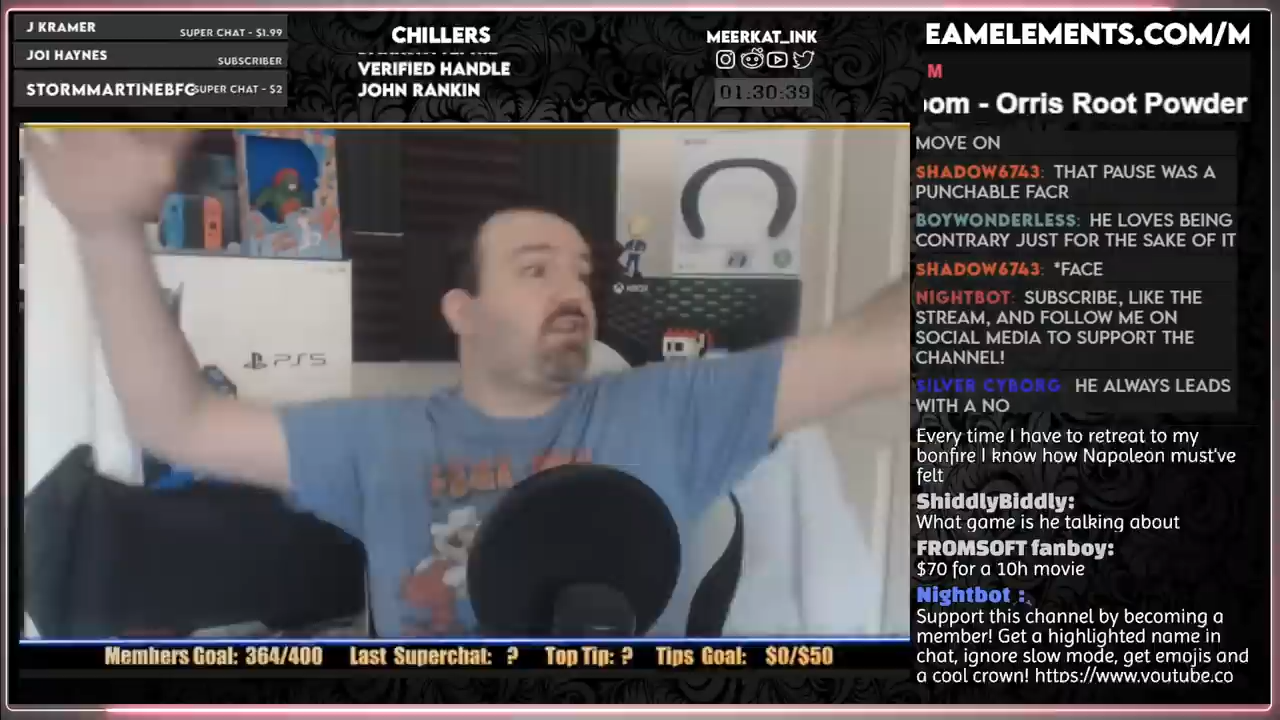 J KRAMER
SUPER CHAT - $1.99
JOI HAYNES
SUBSCRIBER
STORMMARTINEBFG
SUPER CHAT - $2
CHILLERS
VERIFIED HANDLE
JOHN RANKIN
MEERKAT_INK
01:30:39
EAMELEMENTS.COM/M
M
oom - Orris Root Powder
MOVE ON
SHADOW6743: THAT PAUSE WAS A
PUNCHABLE FACR
BOYWONDERLESS: HE LOVES BEING
CONTRARY JUST FOR THE SAKE OF IT
SHADOW6743: *FACE
NIGHTBOT: SUBSCRIBE, LIKE THE
STREAM, AND FOLLOW ME ON
SOCIAL MEDIA TO SUPPORT THE
CHANNEL!
SILVER CYBORG HE ALWAYS LEADS
WITH A NO
Every time I have to retreat to my
bonfire I know how Napoleon must've
felt
ShiddlyBiddly:
What game is he talking about
FROMSOFT fanboy:
$70 for a 10h movie
Nightbot :
Support this channel by becoming a
member! Get a highlighted name in
chat, ignore slow mode, get emojis and
a cool crown! https://www.youtube.co
PS5
XBOX
Members Goal: 364/400 Last Superchat: ? Top Tip: ? Tips Goal: $0/$50